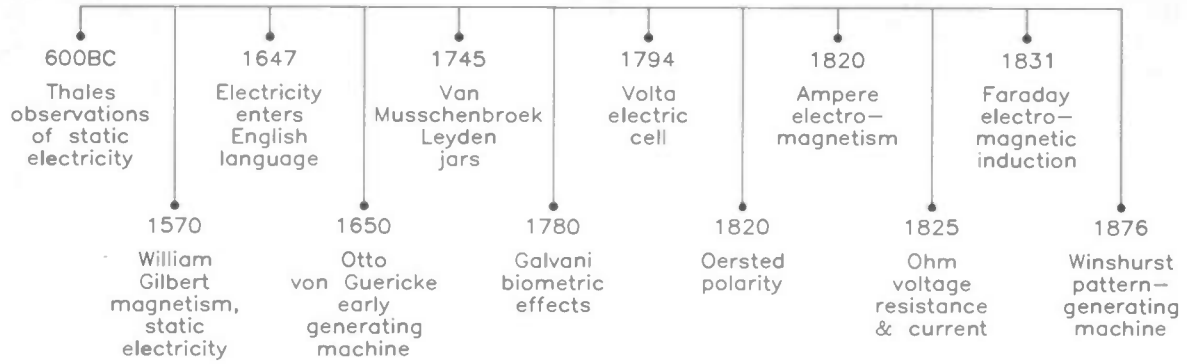 600BC
Thales
observations
of static
electricity
1570
William
Gilbert
magnetism,
static
electricity
1647
Electricity
enters
English
language
1650
Otto
von Guericke
early
generating
machine
1745
Van
Musschenbroek
Leyden
jars
1780
Galvani
biometric
effects
1794
Volta
electric
cell
1820
Oersted
polarity
1820
Ampere
electro-
magnetism
1825
Ohm
voltage
resistance
& current
1831
Faraday
electro-
magnetic
induction
1876
Winshurst
pattern-
generating
machine